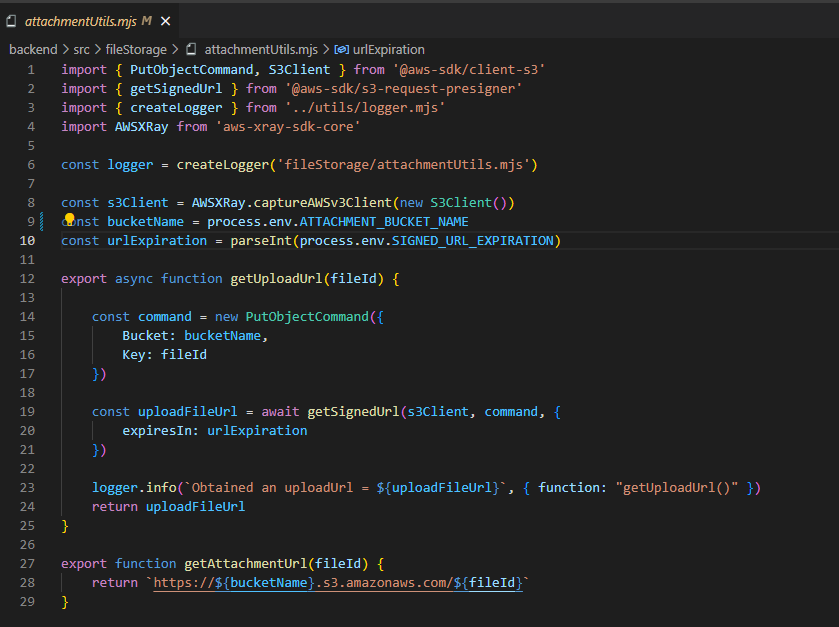 attachmentUtils.mjs M
backend > src > fileStorage > attachmentUtils.mjs > urlExpiration
1 import { PutObjectCommand, S3Client } from '@aws-sdk/client-s3'
2 import { getSignedUrl } from '@aws-sdk/s3-request-presigner'
3 import { createLogger } from '../utils/logger.mjs'
4 import AWSXRay from 'aws-xray-sdk-core'
5
6 const logger = createLogger('fileStorage/attachmentUtils.mjs')
7
8 const s3Client = AWSXRay.captureAWSv3Client(new S3Client())
9 const bucketName = process.env.ATTACHMENT_BUCKET_NAME
10 const urlExpiration = parseInt(process.env.SIGNED_URL_EXPIRATION)
11
12 export async function getUploadUrl(fileId) {
13
14     const command = new PutObjectCommand({
15         Bucket: bucketName,
16         Key: fileId
17     })
18
19     const uploadFileUrl = await getSignedUrl(s3Client, command, {
20         expiresIn: urlExpiration
21     })
22
23     logger.info(`Obtained an uploadUrl = ${uploadFileUrl}`, { function: "getUploadUrl()" })
24     return uploadFileUrl
25 }
26
27 export function getAttachmentUrl(fileId) {
28     return `https://${bucketName}.s3.amazonaws.com/${fileId}`
29 }